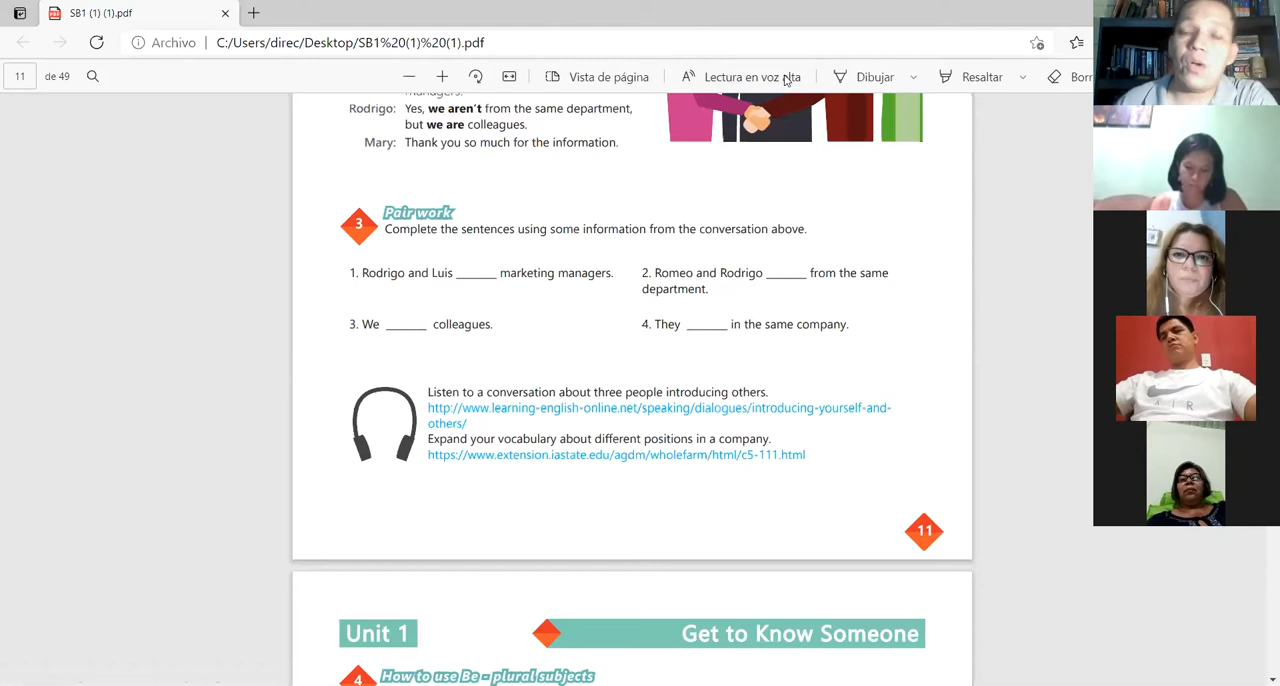 SB1 (1) (1).pdf
Archivo
C:/Users/direc/Desktop/SB1%20(1)%20(1).pdf
11
de 49
Vista de página
Lectura en voz alta
Dibujar
Resaltar
Borr
managers.
Rodrigo: Yes, we aren't from the same department,
but we are colleagues.
Mary: Thank you so much for the information.
3
Pair work
Complete the sentences using some information from the conversation above.
1. Rodrigo and Luis ______ marketing managers.
2. Romeo and Rodrigo ______ from the same
department.
3. We ______ colleagues.
4. They ______ in the same company.
Listen to a conversation about three people introducing others.
http://www.learning-english-online.net/speaking/dialogues/introducing-yourself-and-
others/
Expand your vocabulary about different positions in a company.
https://www.extension.iastate.edu/agdm/wholefarm/html/c5-111.html
11
Unit 1
Get to Know Someone
4
How to use Be - plural subjects
AIR